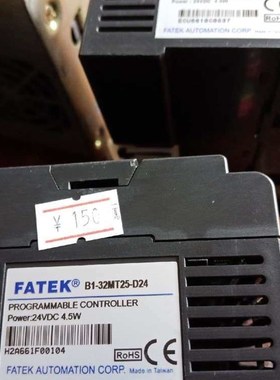 FATEK AUTOMATION CORP.
RoHS
¥ 150
FATEK® B1-32MT25-D24
PROGRAMMABLE CONTROLLER
Power:24VDC 4.5W
H2A661F00104
RoHS
CE
FATEK AUTOMATION CORP. Made in Taiwan